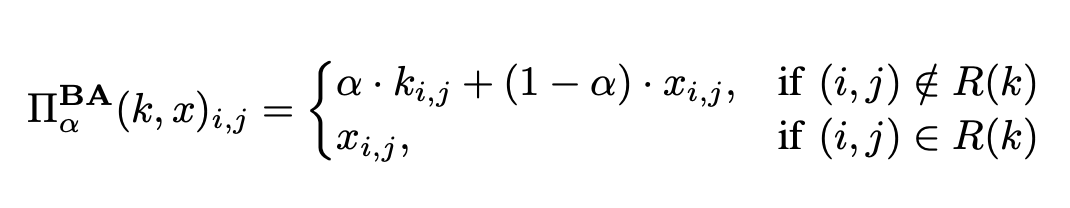 Π_α^BA(k, x)_{i,j} = { α · k_{i,j} + (1 − α) · x_{i,j}, if (i, j) ∉ R(k)
x_{i,j}, if (i, j) ∈ R(k)